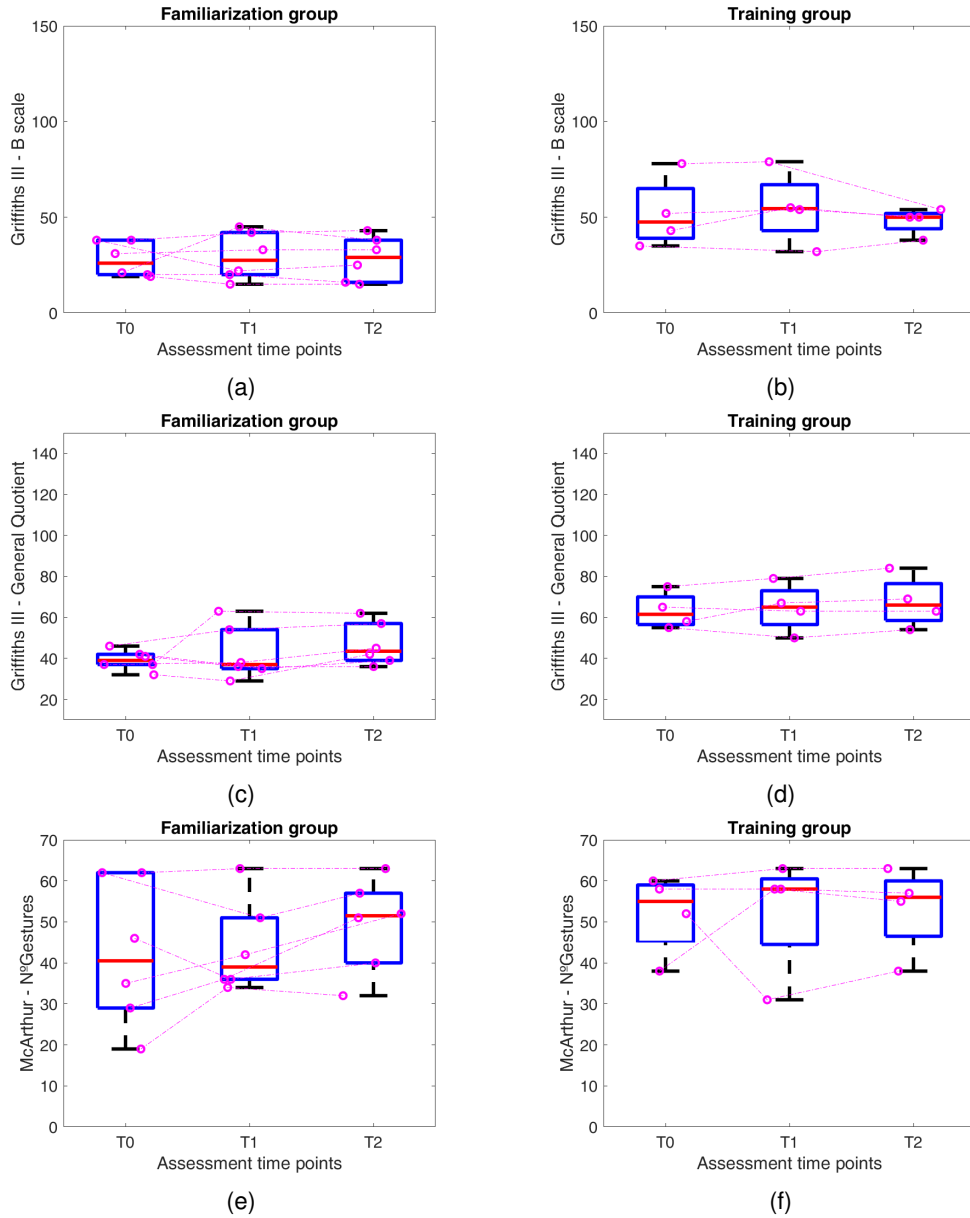 Familiarization group
150
100
50
0
Griffiths III - B scale
T0 T1 T2
Assessment time points
(a)
Training group
150
100
50
0
Griffiths III - B scale
T0 T1 T2
Assessment time points
(b)
Familiarization group
140
120
100
80
60
40
20
Griffiths III - General Quotient
T0 T1 T2
Assessment time points
(c)
Training group
140
120
100
80
60
40
20
Griffiths III - General Quotient
T0 T1 T2
Assessment time points
(d)
Familiarization group
70
60
50
40
30
20
10
0
McArthur - NºGestures
T0 T1 T2
Assessment time points
(e)
Training group
70
60
50
40
30
20
10
0
McArthur - NºGestures
T0 T1 T2
Assessment time points
(f)